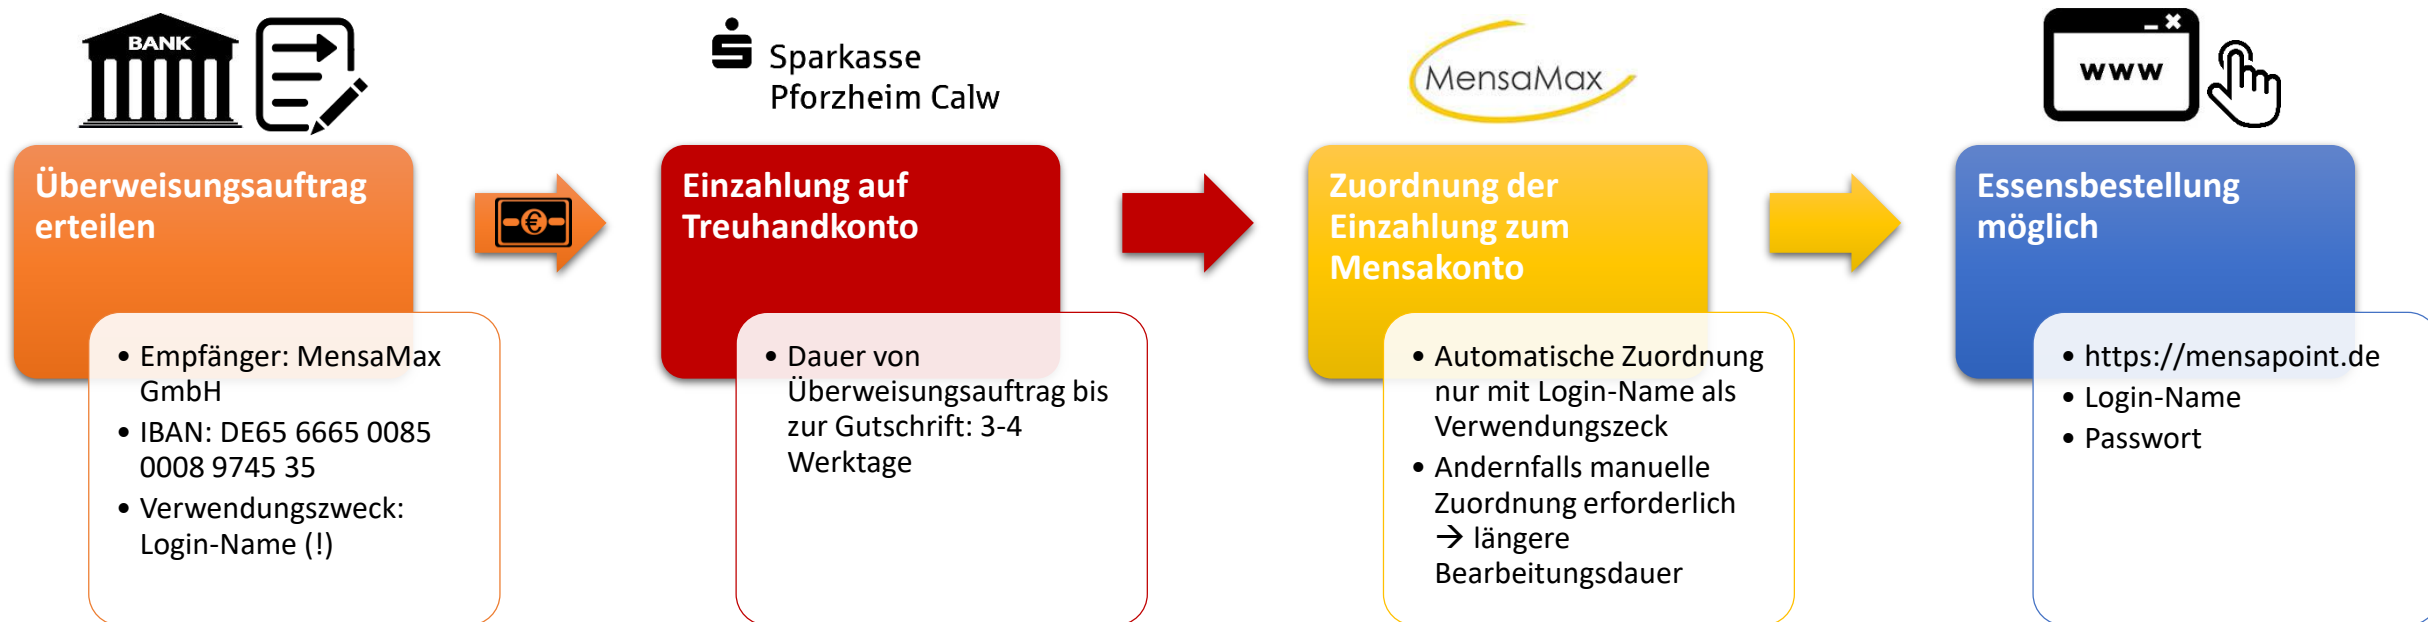 BANK
Überweisungsauftrag
erteilen
• Empfänger: MensaMax
GmbH
• IBAN: DE65 6665 0085
0008 9745 35
• Verwendungszweck:
Login-Name (!)
€
Sparkasse
Pforzheim Calw
Einzahlung auf
Treuhandkonto
• Dauer von
Überweisungsauftrag bis
zur Gutschrift: 3-4
Werktage
MensaMax
Zuordnung der
Einzahlung zum
Mensakonto
• Automatische Zuordnung
nur mit Login-Name als
Verwendungszeck
• Andernfalls manuelle
Zuordnung erforderlich
→ längere
Bearbeitungsdauer
www
Essensbestellung
möglich
• https://mensapoint.de
• Login-Name
• Passwort